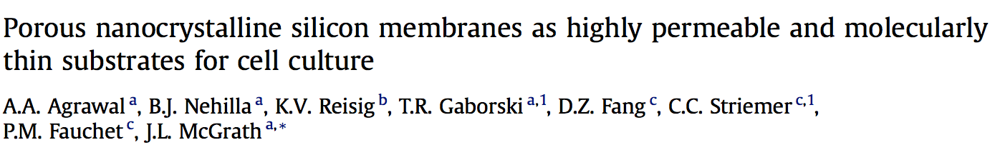 Porous nanocrystalline silicon membranes as highly permeable and molecularly
thin substrates for cell culture
A.A. Agrawal a, B.J. Nehilla a, K.V. Reisig b, T.R. Gaborski a,1, D.Z. Fang c, C.C. Striemer c,1,
P.M. Fauchet c, J.L. McGrath a,*